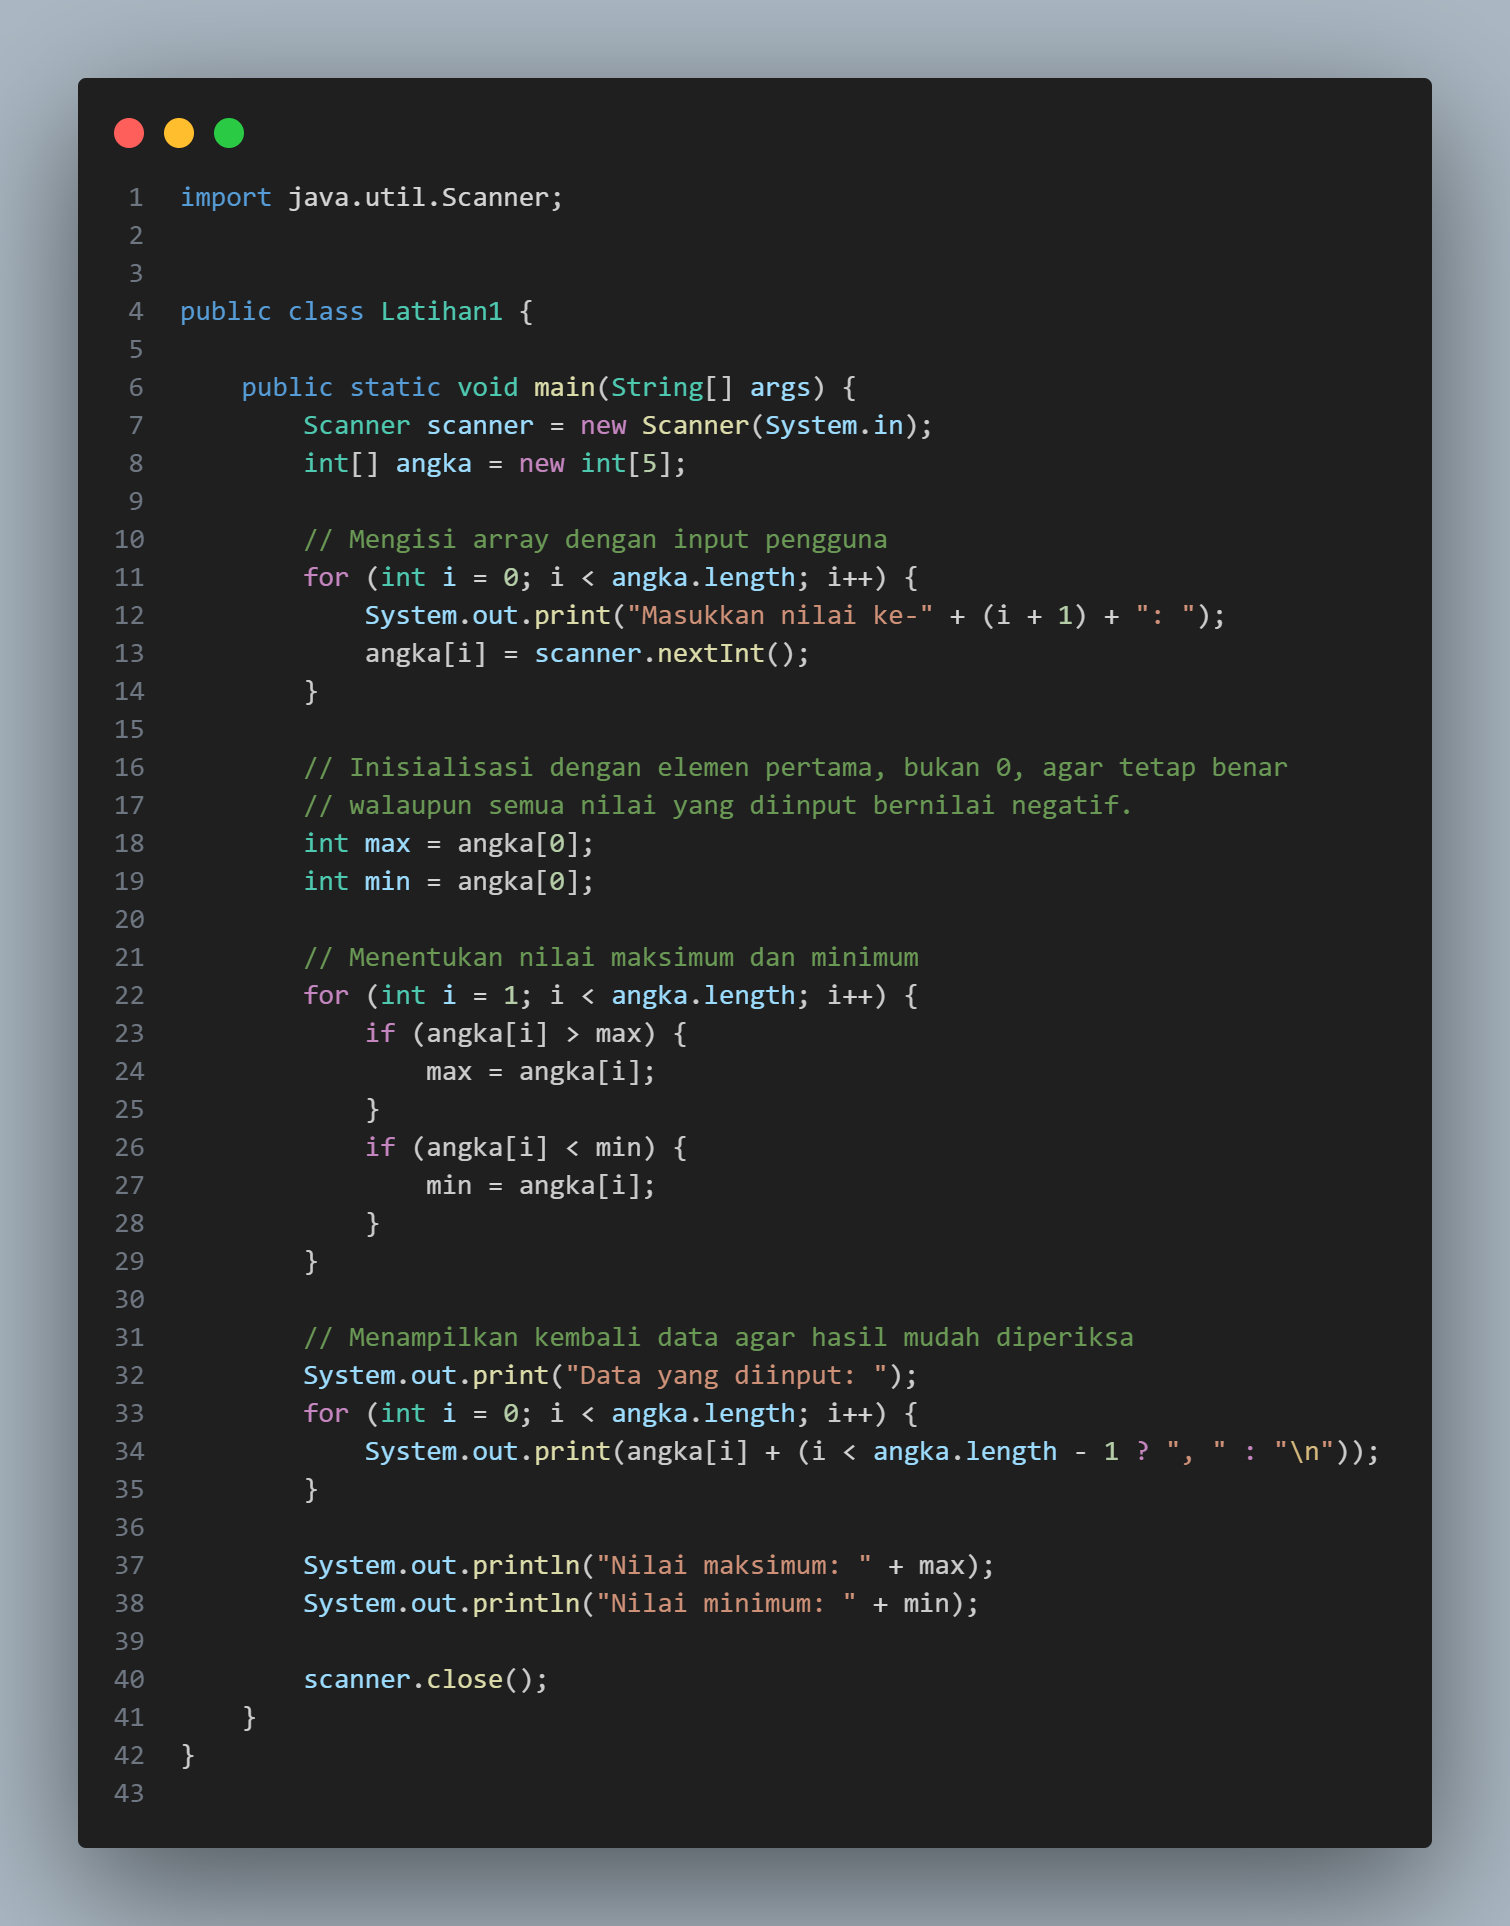 1 import java.util.Scanner;
2
3
4 public class Latihan1 {
5
6     public static void main(String[] args) {
7         Scanner scanner = new Scanner(System.in);
8         int[] angka = new int[5];
9
10         // Mengisi array dengan input pengguna
11         for (int i = 0; i < angka.length; i++) {
12             System.out.print("Masukkan nilai ke-" + (i + 1) + ": ");
13             angka[i] = scanner.nextInt();
14         }
15
16         // Inisialisasi dengan elemen pertama, bukan 0, agar tetap benar
17         // walaupun semua nilai yang diinput bernilai negatif.
18         int max = angka[0];
19         int min = angka[0];
20
21         // Menentukan nilai maksimum dan minimum
22         for (int i = 1; i < angka.length; i++) {
23             if (angka[i] > max) {
24                 max = angka[i];
25             }
26             if (angka[i] < min) {
27                 min = angka[i];
28             }
29         }
30
31         // Menampilkan kembali data agar hasil mudah diperiksa
32         System.out.print("Data yang diinput: ");
33         for (int i = 0; i < angka.length; i++) {
34             System.out.print(angka[i] + (i < angka.length - 1 ? ", " : "\n"));
35         }
36
37         System.out.println("Nilai maksimum: " + max);
38         System.out.println("Nilai minimum: " + min);
39
40         scanner.close();
41     }
42 }
43